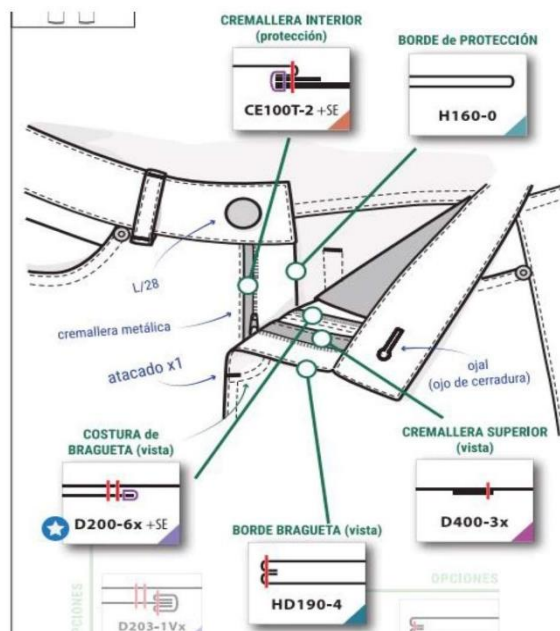 CREMALLERA INTERIOR
(protección)
CE100T-2 +SE
BORDE de PROTECCIÓN
H160-0
L/28
cremallera metálica
atacado x1
ojal
(ojo de cerradura)
COSTURA de
BRAGUETA (vista)
D200-6x +SE
CREMALLERA SUPERIOR
(vista)
D400-3x
BORDE BRAGUETA (vista)
HD190-4
OPCIONES
D203-1Vx
OPCIONES